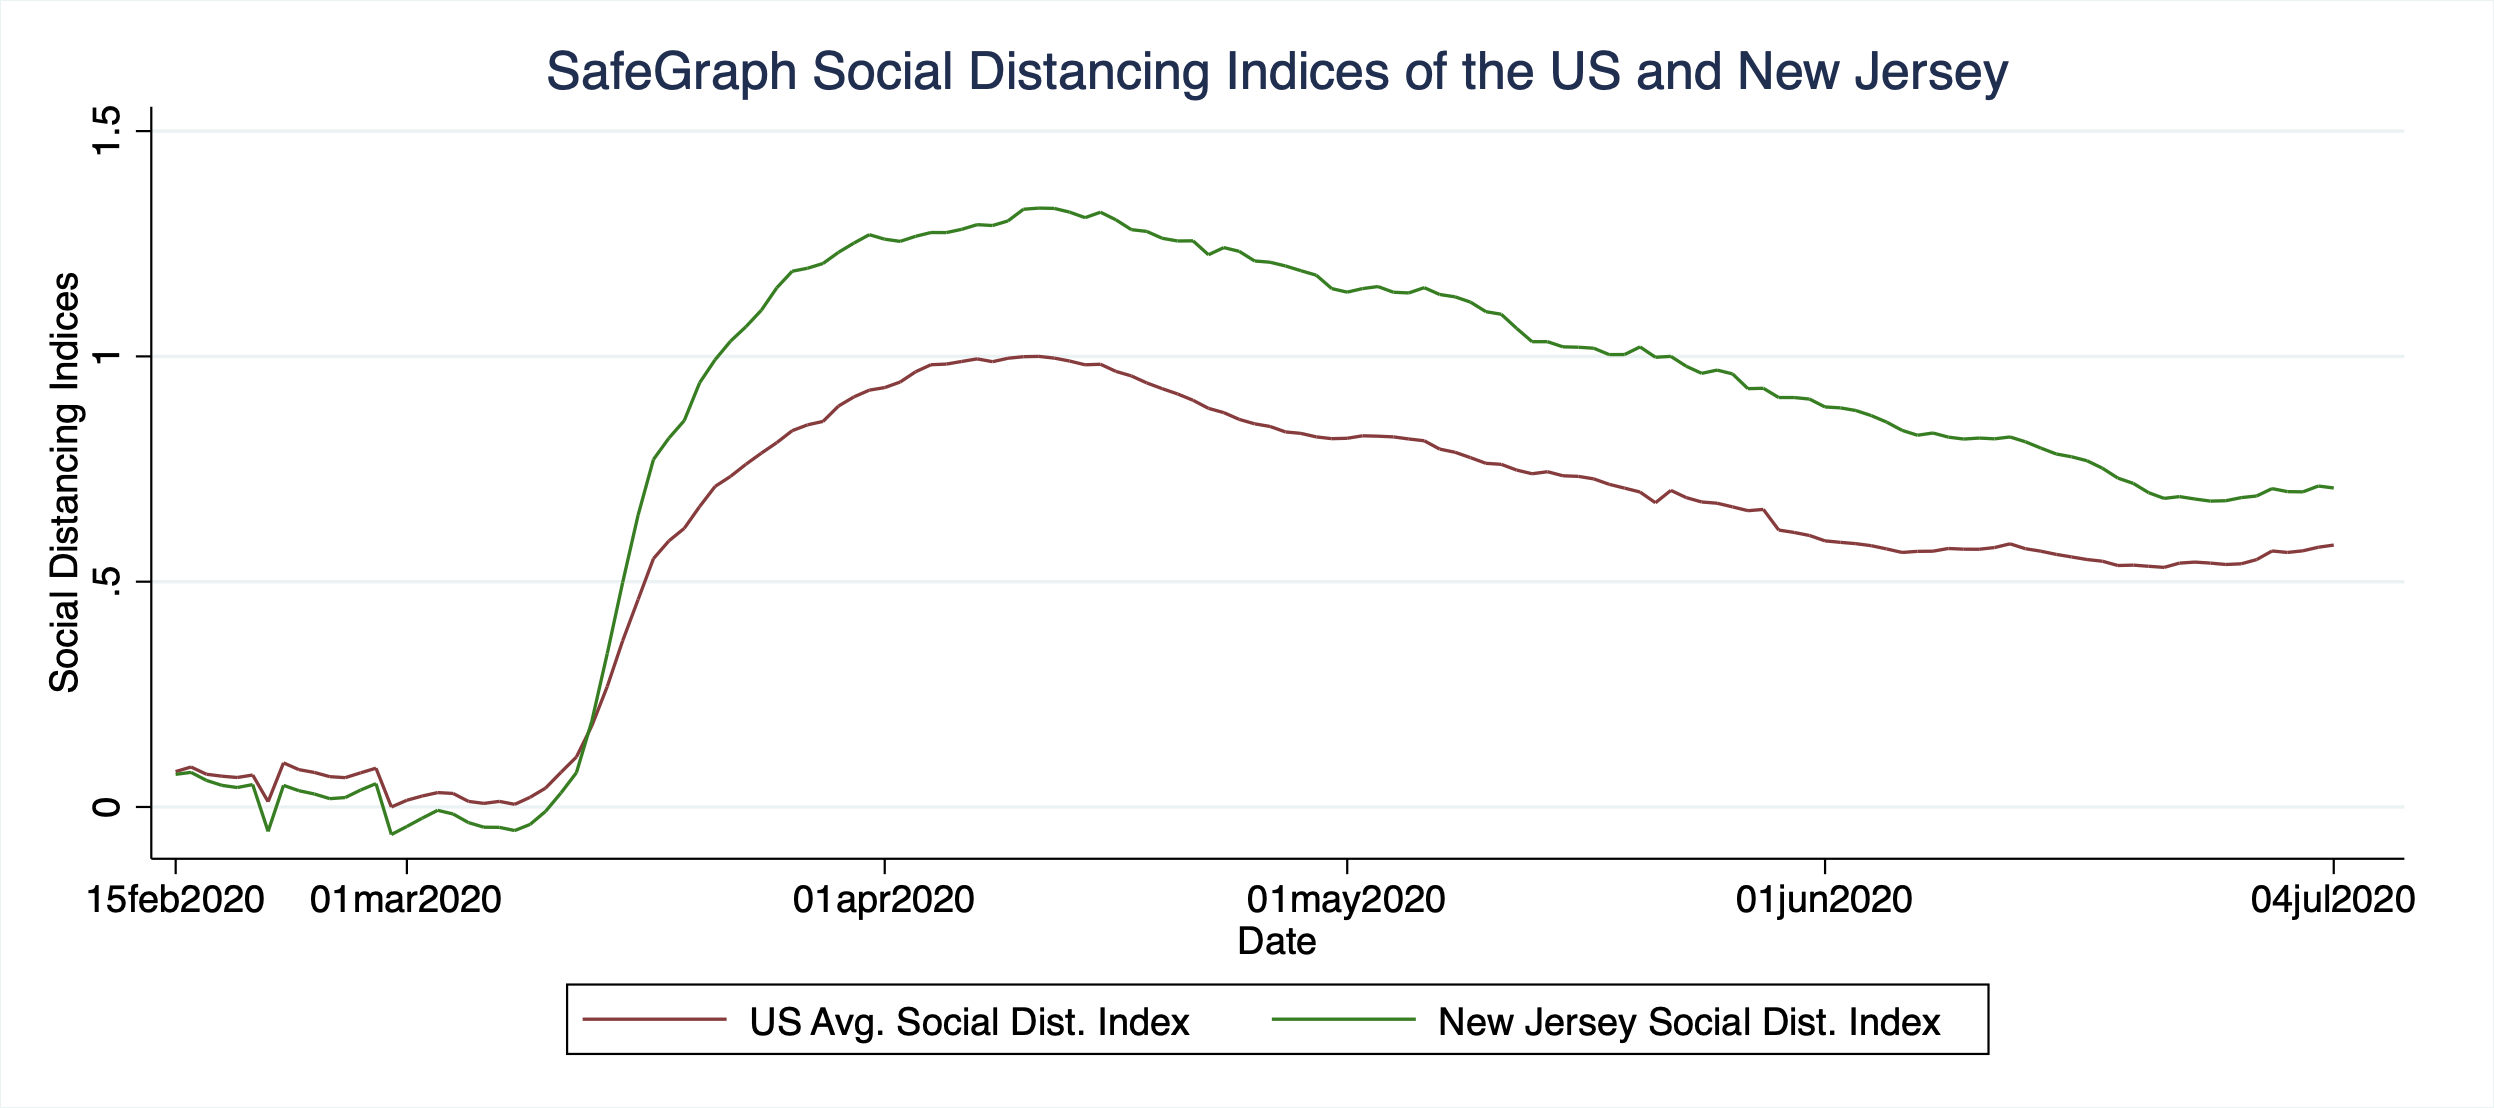 SafeGraph Social Distancing Indices of the US and New Jersey
Social Distancing Indices
1.5
1
.5
0
15feb2020 01mar2020 01apr2020 01may2020 01jun2020 04jul2020
Date
US Avg. Social Dist. Index New Jersey Social Dist. Index